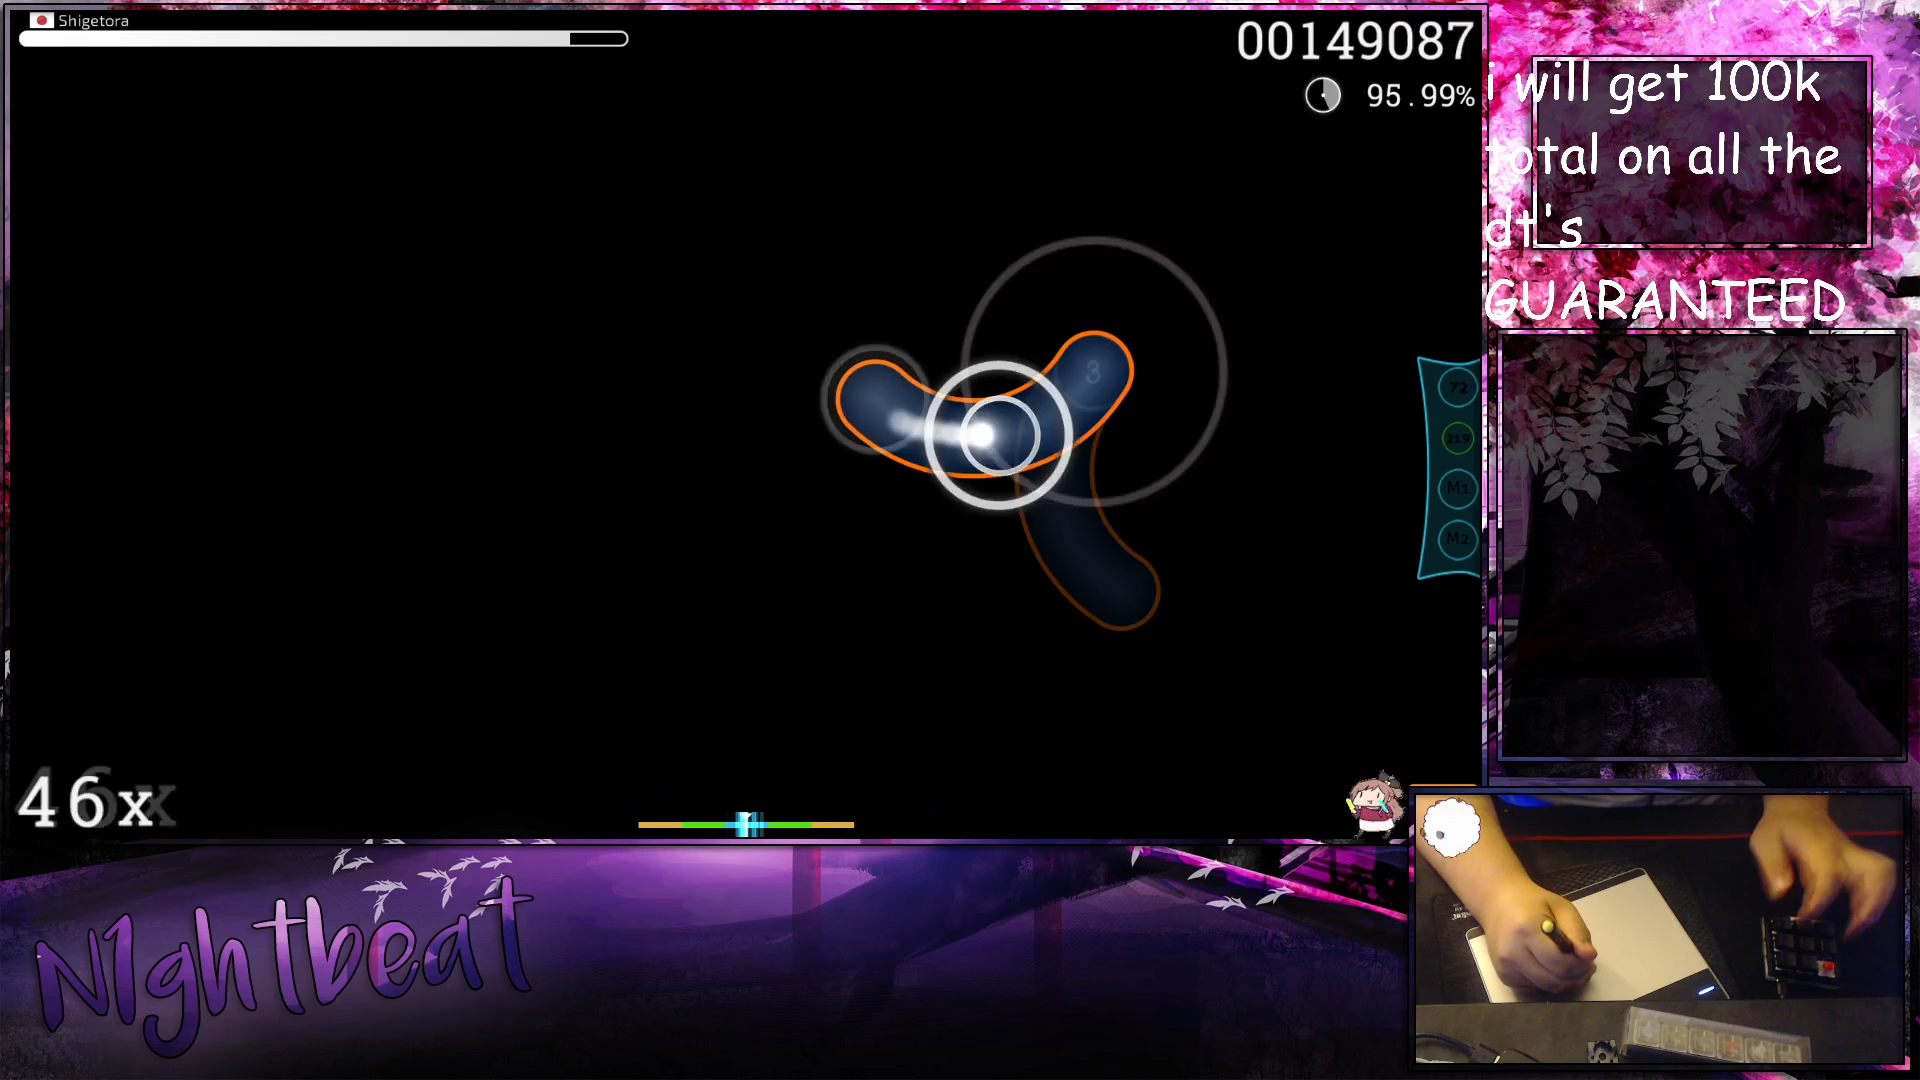 Shigetora
00149087
95.99%
i will get 100k
total on all the
dt's
GUARANTEED
3
72
219
M1
M2
46x
N1ghtbeat